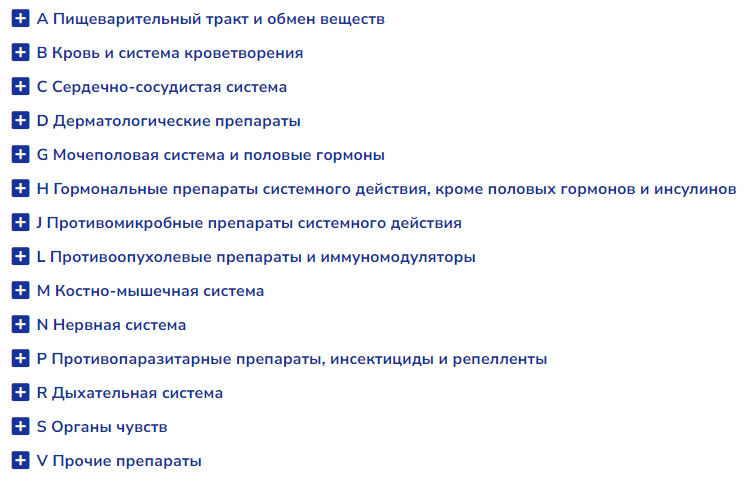 A Пищеварительный тракт и обмен веществ
B Кровь и система кроветворения
C Сердечно-сосудистая система
D Дерматологические препараты
G Мочеполовая система и половые гормоны
H Гормональные препараты системного действия, кроме половых гормонов и инсулинов
J Противомикробные препараты системного действия
L Противоопухолевые препараты и иммуномодуляторы
M Костно-мышечная система
N Нервная система
P Противопаразитарные препараты, инсектициды и репелленты
R Дыхательная система
S Органы чувств
V Прочие препараты